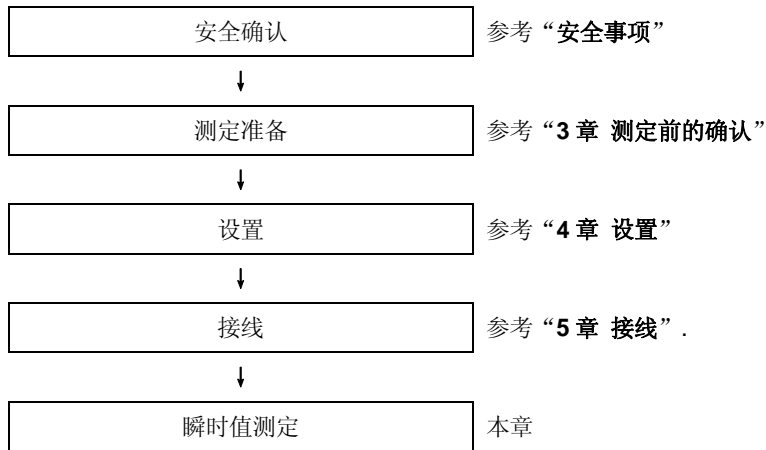 安全确认 参考“安全事项”
↓
测定准备 参考“3 章 测定前的确认”
↓
设置 参考“4 章 设置”
↓
接线 参考“5 章 接线”.
↓
瞬时值测定 本章